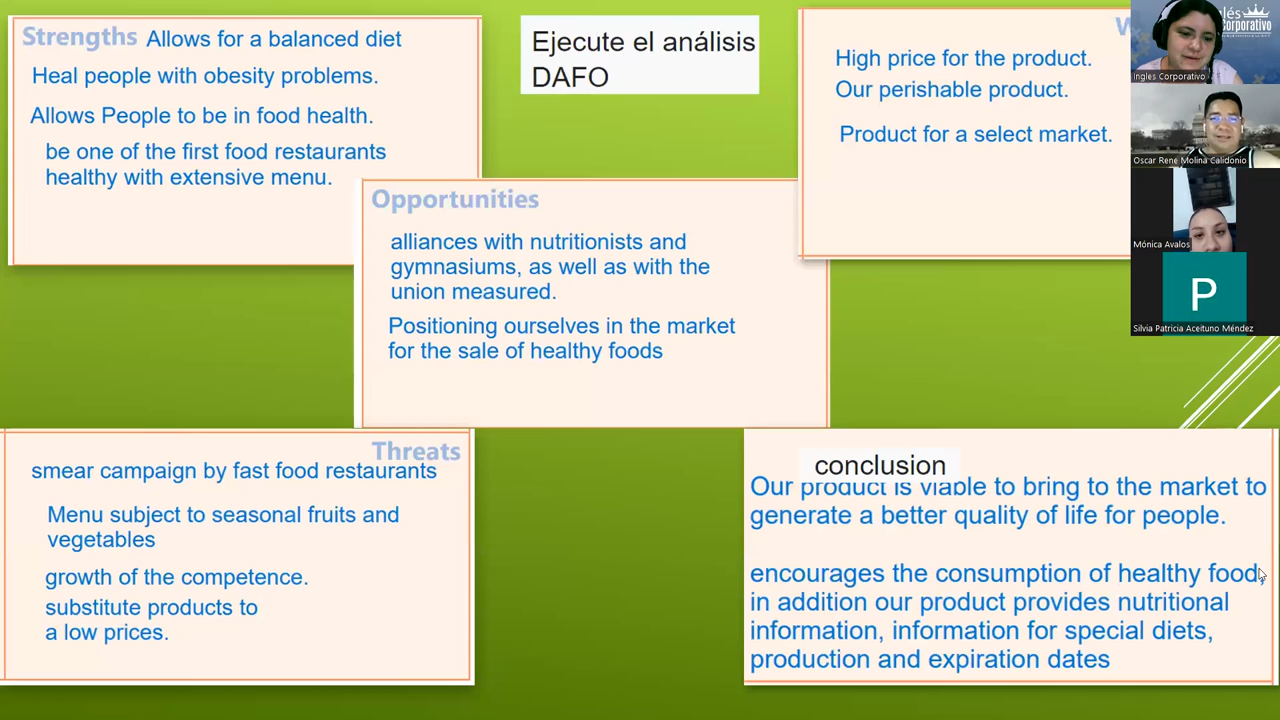 Strengths Allows for a balanced diet
Heal people with obesity problems.
Allows People to be in food health.
be one of the first food restaurants
healthy with extensive menu.
Ejecute el análisis
DAFO
W
High price for the product.
Our perishable product.
Product for a select market.
Opportunities
alliances with nutritionists and
gymnasiums, as well as with the
union measured.
Positioning ourselves in the market
for the sale of healthy foods
Threats
smear campaign by fast food restaurants
Menu subject to seasonal fruits and
vegetables
growth of the competence.
substitute products to
a low prices.
conclusion
Our product is viable to bring to the market to
generate a better quality of life for people.
encourages the consumption of healthy food,
in addition our product provides nutritional
information, information for special diets,
production and expiration dates
Ingles Corporativo
Oscar Rene Molina Calidonio
Mónica Avalos
P
Silvia Patricia Aceituno Méndez